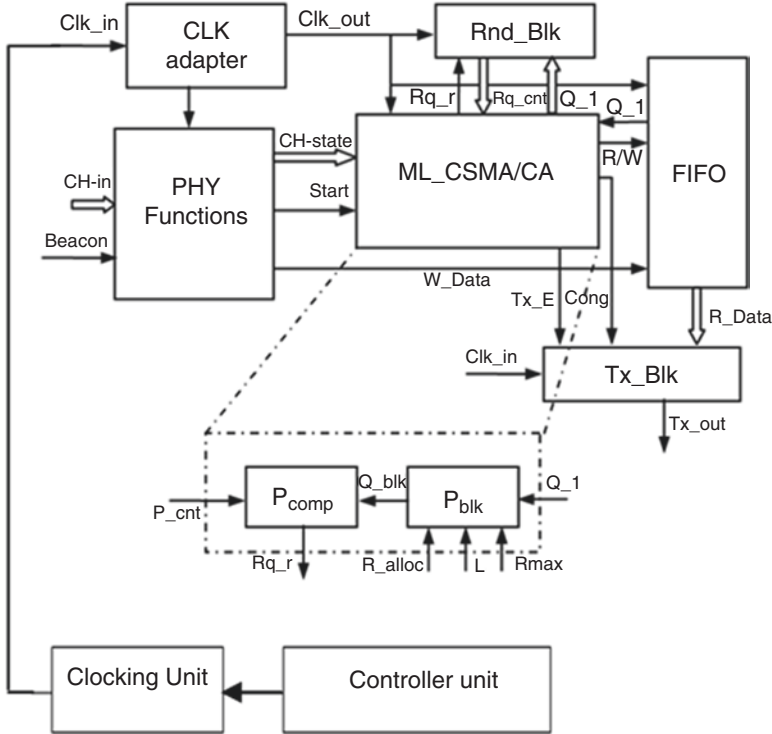 Clk_in
CLK
adapter
Clk_out
Rnd_Blk
Rq_r
Rq_cnt
Q_1
Q_1
R/W
FIFO
CH-state
ML_CSMA/CA
CH-in
PHY
Functions
Start
Beacon
W_Data
Tx_E
Cong
R_Data
Clk_in
Tx_Blk
Tx_out
P_cnt
Pcomp
Q_blk
Pblk
Q_1
Rq_r
R_alloc
L
Rmax
Clocking Unit
Controller unit